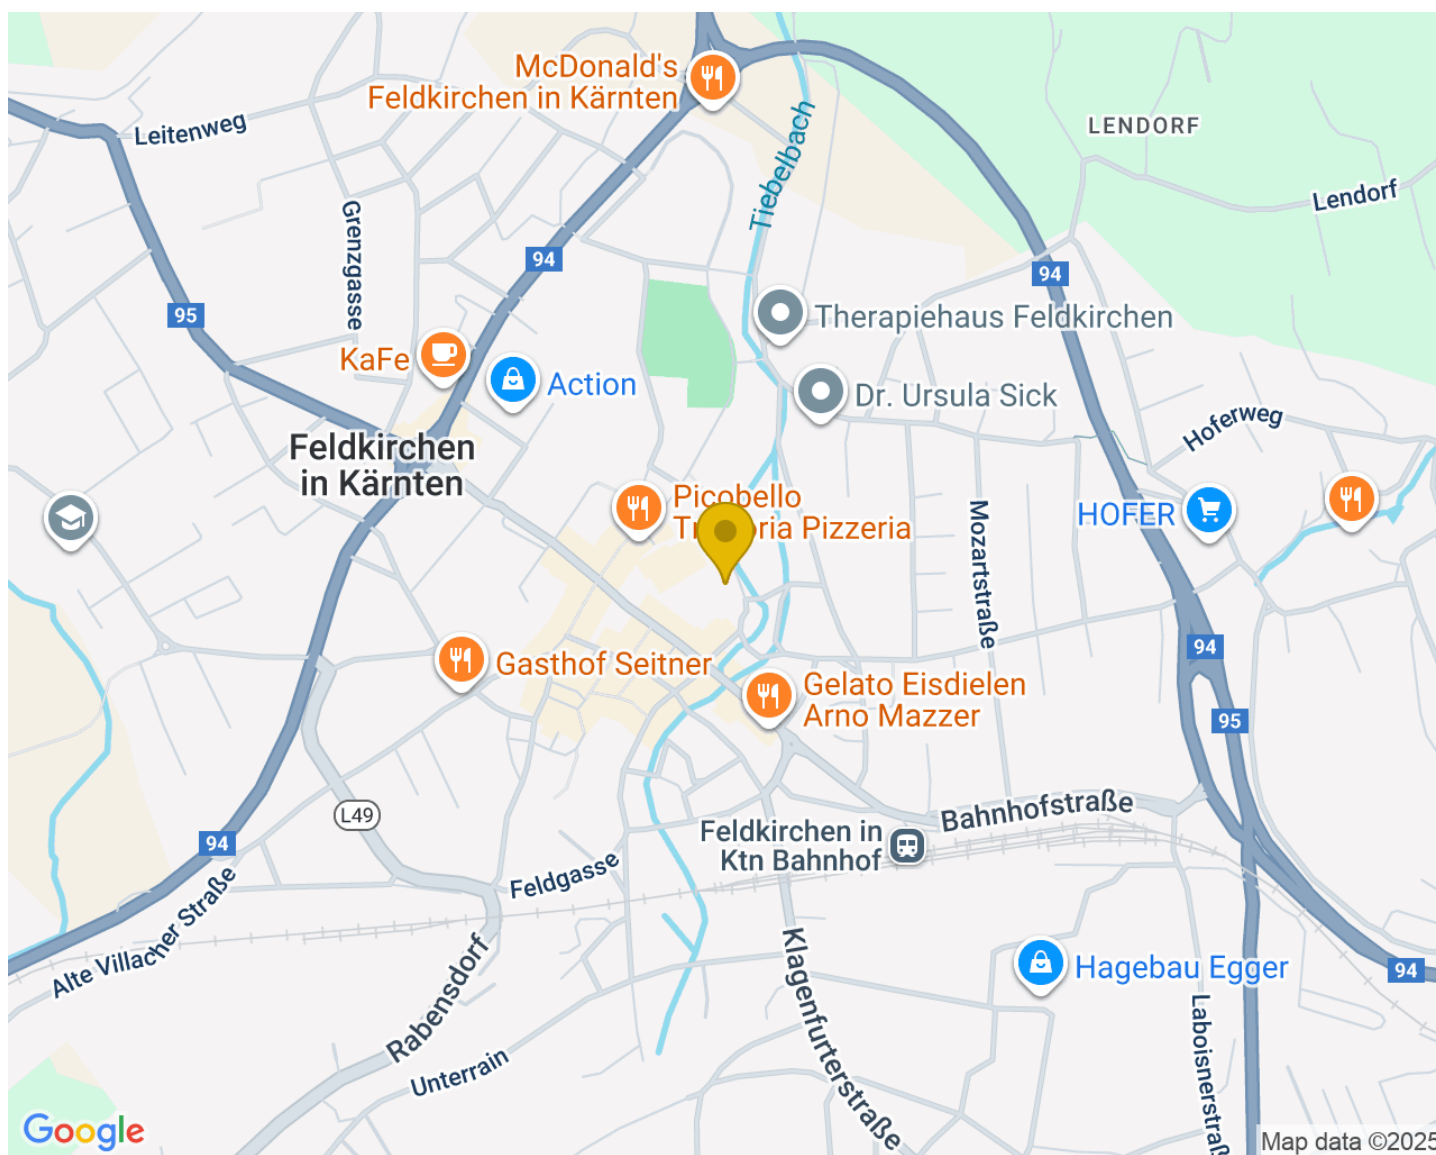 McDonald's
Feldkirchen in Kärnten
Leitenweg
Tiebelbach
LENDORF
Lendorf
Grenzgasse
94
94
95
Therapiehaus Feldkirchen
KaFe
Action
Dr. Ursula Sick
Hoferweg
Feldkirchen
in Kärnten
Picobello
Pizzeria
HOFER
Mozartstraße
Gasthof Seitner
94
Gelato Eisdielen
Arno Mazzer
95
L49
Bahnhofstraße
94
Feldkirchen in
Ktn Bahnhof
Feldgasse
Alte Villacher Straße
Rabensdorf
Klagenfurterstraße
Hagebau Egger
94
Laboisnerstraß
Unterrain
Google
Map data ©2025